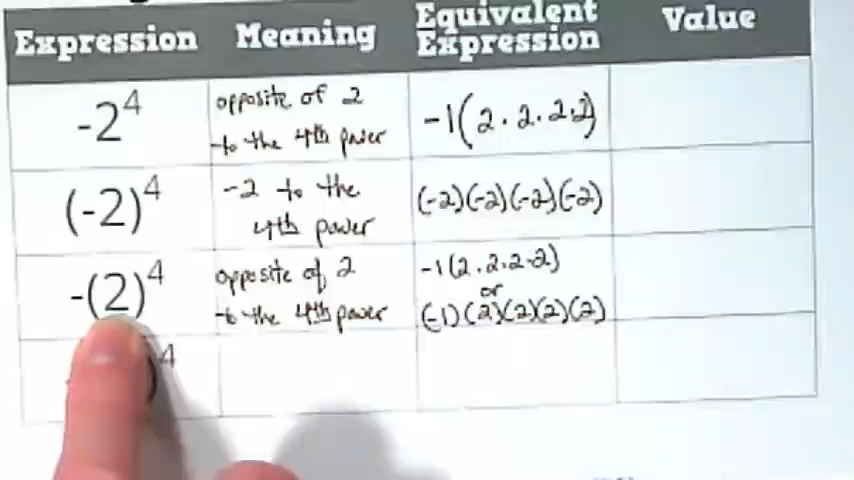 Expression Meaning Equivalent Expression Value
-2⁴
opposite of 2
to the 4th power
-1(2·2·2·2)
(-2)⁴
-2 to the
4th power
(-2)(-2)(-2)(-2)
-(2)⁴
opposite of 2
to the 4th power
-1(2·2·2·2)
or
(-1)(2)(2)(2)(2)
)⁴